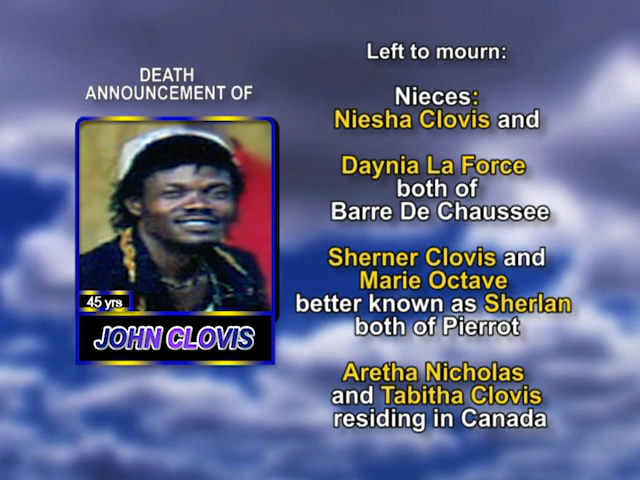 DEATH
ANNOUNCEMENT OF
45 yrs
JOHN CLOVIS
Left to mourn:
Nieces:
Niesha Clovis and
Daynia La Force
both of
Barre De Chaussee
Sherner Clovis and
Marie Octave
better known as Sherlan
both of Pierrot
Aretha Nicholas
and Tabitha Clovis
residing in Canada